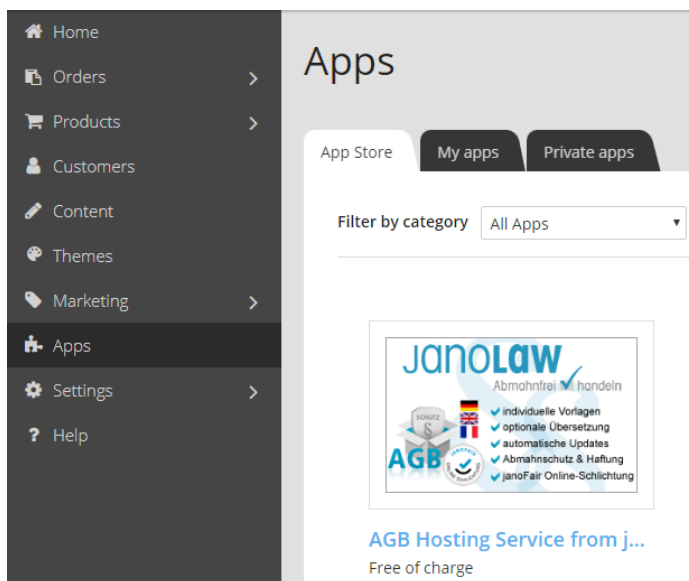 Home
Orders
Products
Customers
Content
Themes
Marketing
Apps
Settings
Help
Apps
App Store
My apps
Private apps
Filter by category
All Apps
JANOLAW
Abmahnfrei handeln
individuelle Vorlagen
optionale Übersetzung
automatische Updates
Abmahnschutz & Haftung
janoFair Online-Schlichtung
SCHUTZ
§
AGB
AGB Hosting Service from j...
Free of charge